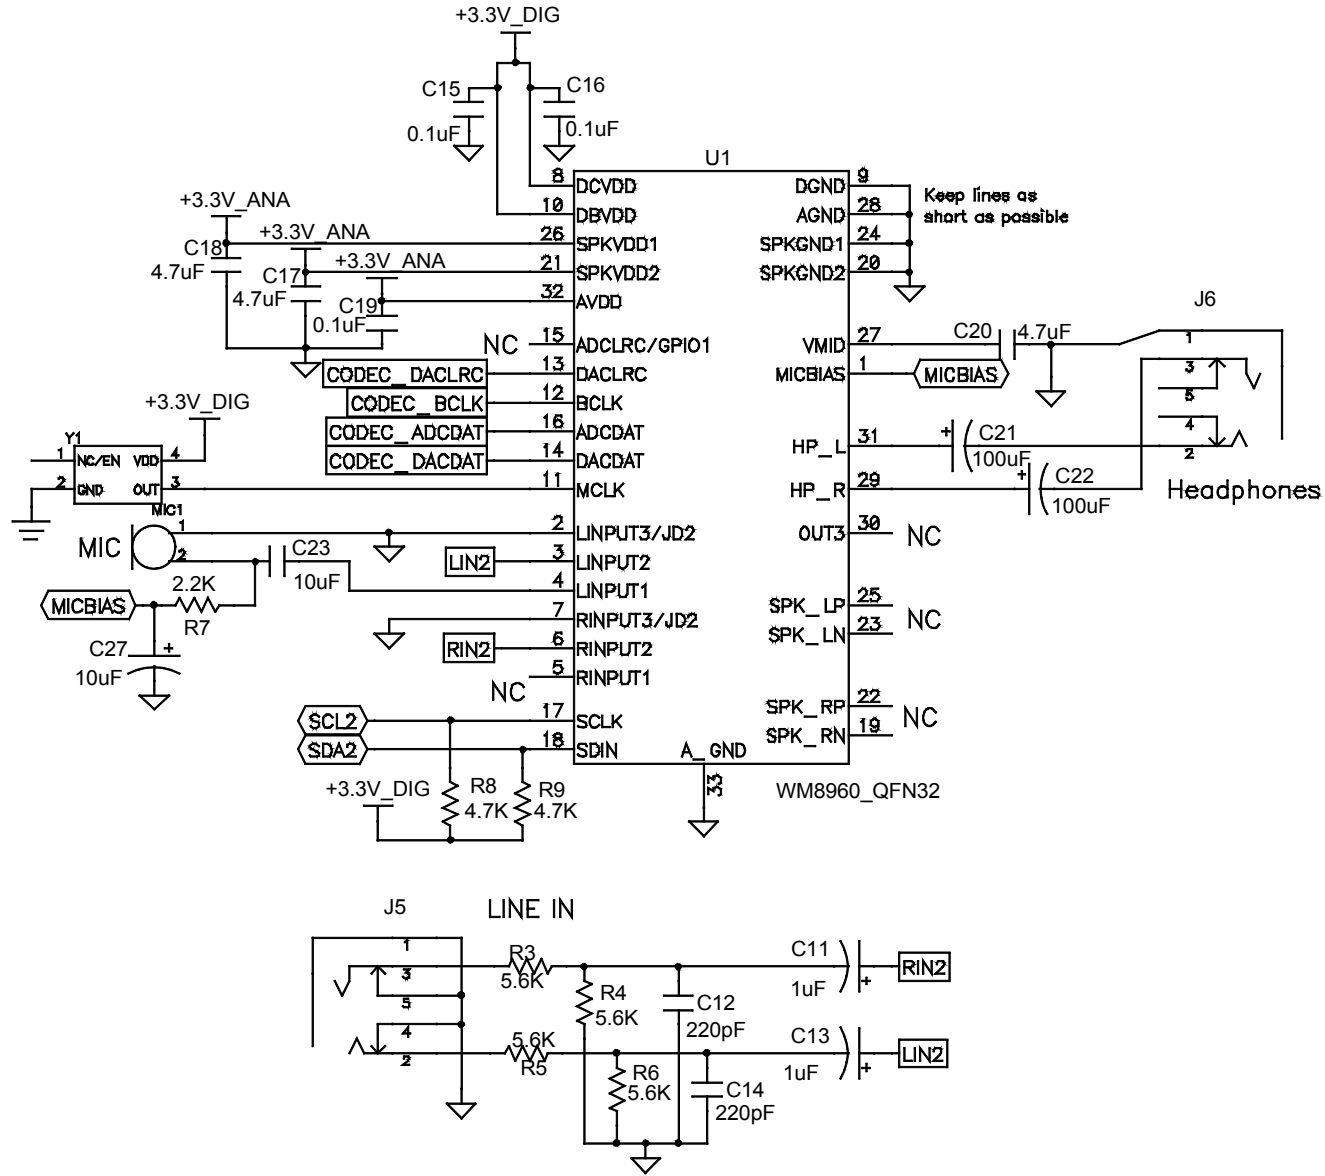 +3.3V_DIG
C15
C16
0.1uF
0.1uF
U1
8 DCVDD
10 DBVDD
26 SPKVDD1
21 SPKVDD2
32 AVDD
15 ADCLRC/GPIO1
13 DACLRC
12 BCLK
16 ADCDAT
14 DACDAT
11 MCLK
2 LINPUT3/JD2
3 LINPUT2
4 LINPUT1
7 RINPUT3/JD2
6 RINPUT2
5 RINPUT1
17 SCLK
18 SDIN
DGND 9
AGND 28
SPKGND1 24
SPKGND2 20
VMID 27
MICBIAS 1
HP_L 31
HP_R 29
OUT3 30
SPK_LP 25
SPK_LN 23
SPK_RP 22
SPK_RN 19
A_GND
33
WM8960_QFN32
Keep lines as
short as possible
+3.3V_ANA
+3.3V_ANA
+3.3V_ANA
C18
4.7uF
C17
4.7uF
C19
0.1uF
NC
CODEC_DACLRC
CODEC_BCLK
CODEC_ADCDAT
CODEC_DACDAT
+3.3V_DIG
Y1
1 NC/EN VDD 4
2 GND OUT 3
MIC1
MIC
1
2
C23
10uF
LIN2
2.2K
MICBIAS
R7
C27
+
10uF
RIN2
NC
SCL2
SDA2
+3.3V_DIG
R8
4.7K
R9
4.7K
C20
4.7uF
MICBIAS
J6
1
3
5
4
2
+
C21
100uF
+
C22
100uF
Headphones
NC
NC
NC
J5
LINE IN
1
3
5
4
2
R3
5.6K
R4
5.6K
C12
220pF
C11
1uF
+
RIN2
5.6K
R5
R6
5.6K
C14
220pF
C13
1uF
+
LIN2